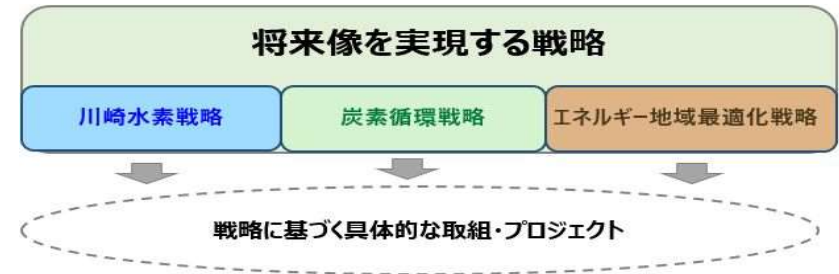 将来像を実現する戦略
川崎水素戦略
炭素循環戦略
エネルギー地域最適化戦略
戦略に基づく具体的な取組・プロジェクト